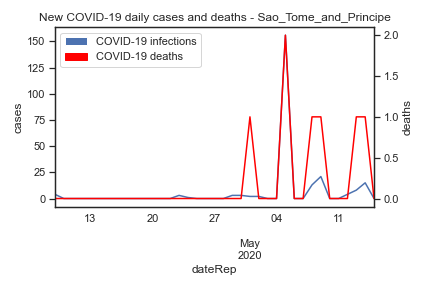 New COVID-19 daily cases and deaths - Sao_Tome_and_Principe
COVID-19 infections
COVID-19 deaths
cases
150
125
100
75
50
25
0
2.0
1.5
1.0
0.5
0.0
deaths
13 20 27 04 11
May
2020
dateRep